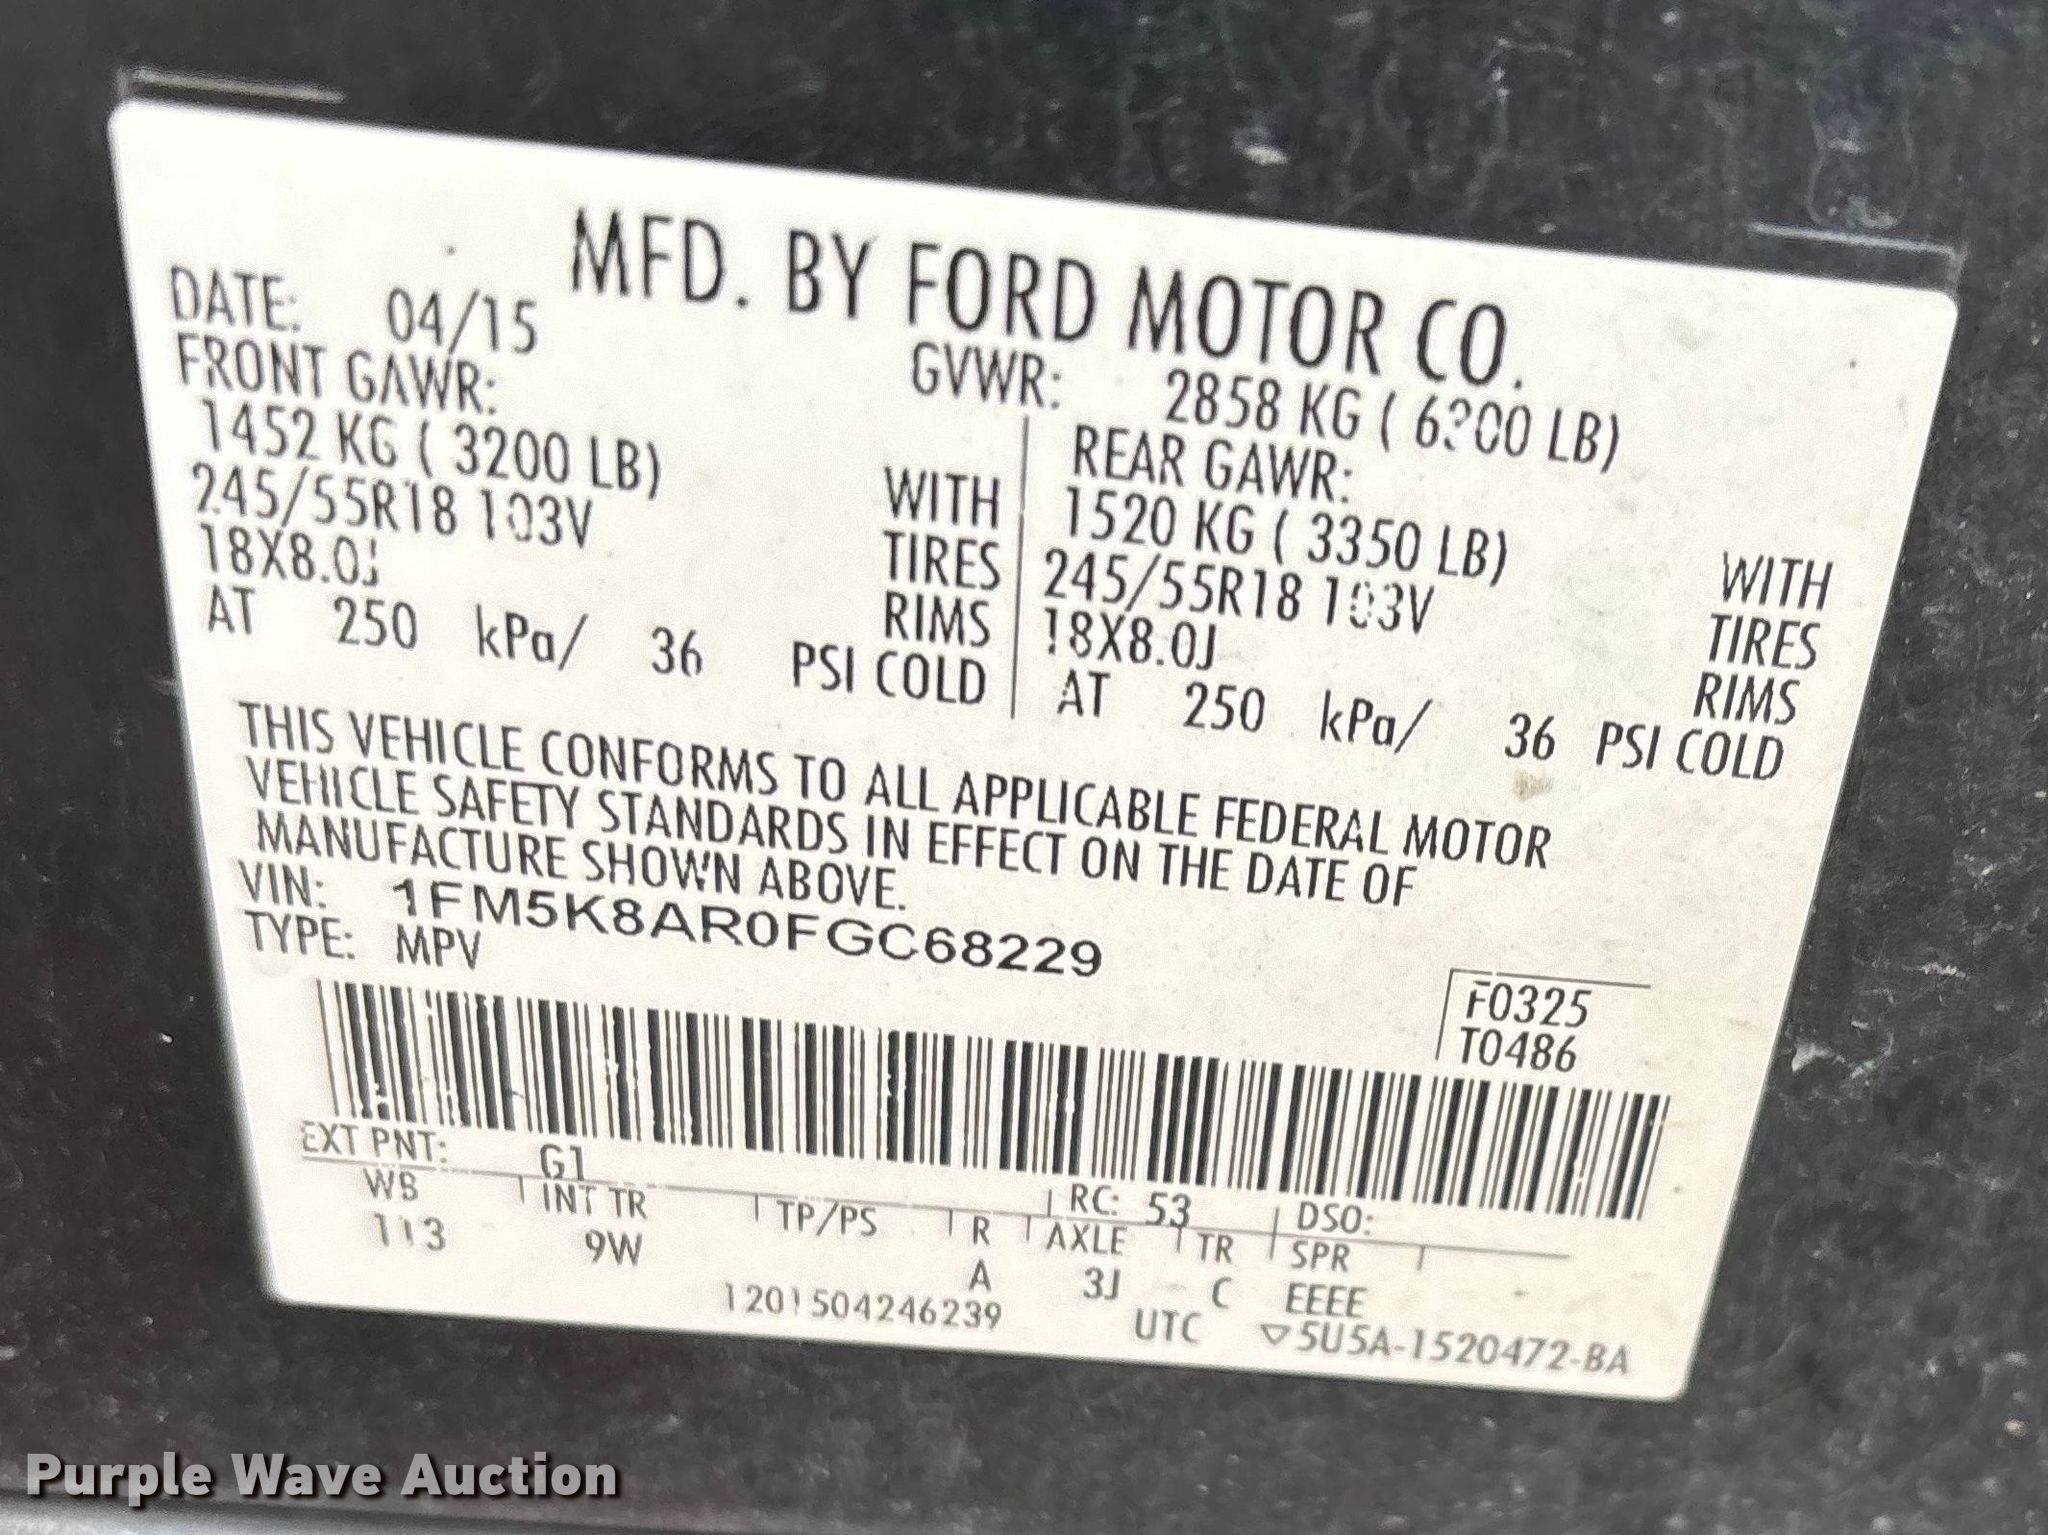 MFD. BY FORD MOTOR CO.
DATE: 04/15
GVWR: 2858 KG ( 6300 LB)
FRONT GAWR:
1452 KG ( 3200 LB) WITH
245/55R18 103V TIRES
18X8.0J RIMS
AT 250 kPa/ 36 PSI COLD
REAR GAWR:
1520 KG ( 3350 LB) WITH
245/55R18 103V TIRES
18X8.0J RIMS
AT 250 kPa/ 36 PSI COLD
THIS VEHICLE CONFORMS TO ALL APPLICABLE FEDERAL MOTOR
VEHICLE SAFETY STANDARDS IN EFFECT ON THE DATE OF
MANUFACTURE SHOWN ABOVE.
VIN: 1FM5K8AR0FGC68229
TYPE: MPV
F0325
T0486
EXT PNT: G1 RC: 53 DSO:
WB INT TR TP/PS R AXLE TR SPR
113 9W A 3J C EEEE
1201504246239 UTC ▽5U5A-1520472-BA
Purple Wave Auction